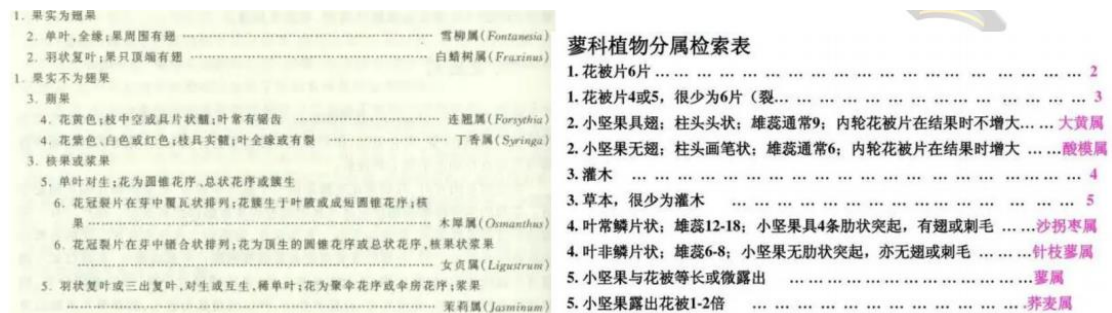 1. 果实为翅果
2. 单叶,全缘;果周围有翅 …………………………………… 雪柳属(Fontanesia)
2. 羽状复叶;果只顶端有翅 …………………………………… 白蜡树属(Fraxinus)
1. 果实不为翅果
3. 蒴果
4. 花黄色;枝中空或具片状髓;叶常有锯齿 …………………… 连翘属(Forsythia)
4. 花紫色、白色或红色;枝具实髓;叶全缘或有裂 …………… 丁香属(Syringa)
3. 核果或浆果
5. 单叶对生;花为圆锥花序、总状花序或簇生
6. 花冠裂片在芽中覆瓦状排列;花簇生于叶腋或成短圆锥花序;核
果 …………………………………… 木犀属(Osmanthus)
6. 花冠裂片在芽中镊合状排列;花为顶生的圆锥花序或总状花序,核果状浆果
…………………………………… 女贞属(Ligustrum)
5. 羽状复叶或三出复叶,对生或互生,稀单叶;花为聚伞花序或伞房花序;浆果
…………………………………… 茉莉属(Jasminum)
蓼科植物分属检索表
1. 花被片6片 … … … … … … … … … … … 2
1. 花被片4或5，很少为6片（裂… … … … … … … … … 3
2. 小坚果具翅；柱头头状；雄蕊通常9；内轮花被片在结果时不增大… … 大黄属
2. 小坚果无翅；柱头画笔状；雄蕊通常6；内轮花被片在结果时增大 … …酸模属
3. 灌木 … … … … … … … … … … … … 4
3. 草本，很少为灌木 … … … … … … … … … 5
4. 叶常鳞片状；雄蕊12-18；小坚果具4条肋状突起，有翅或刺毛 … …沙拐枣属
4. 叶非鳞片状；雄蕊6-8；小坚果无肋状突起，亦无翅或刺毛 … … …针枝蓼属
5. 小坚果与花被等长或微露出 … … … … … … … …蓼属
5. 小坚果露出花被1-2倍 … … … … … … … … …荞麦属